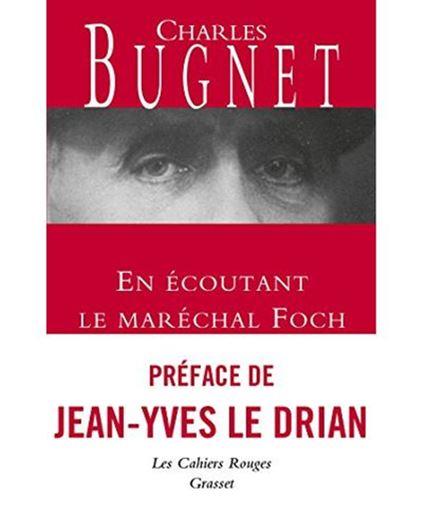 CHARLES
BUGNET
EN ÉCOUTANT
LE MARÉCHAL FOCH
PRÉFACE DE
JEAN-YVES LE DRIAN
Les Cahiers Rouges
Grasset